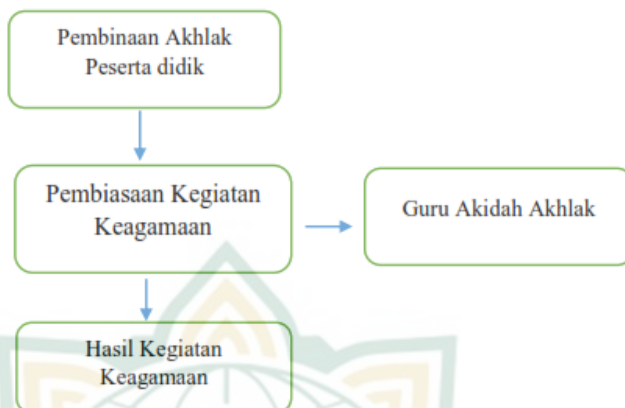 Pembinaan Akhlak
Peserta didik
Pembiasaan Kegiatan
Keagamaan
Guru Akidah Akhlak
Hasil Kegiatan
Keagamaan